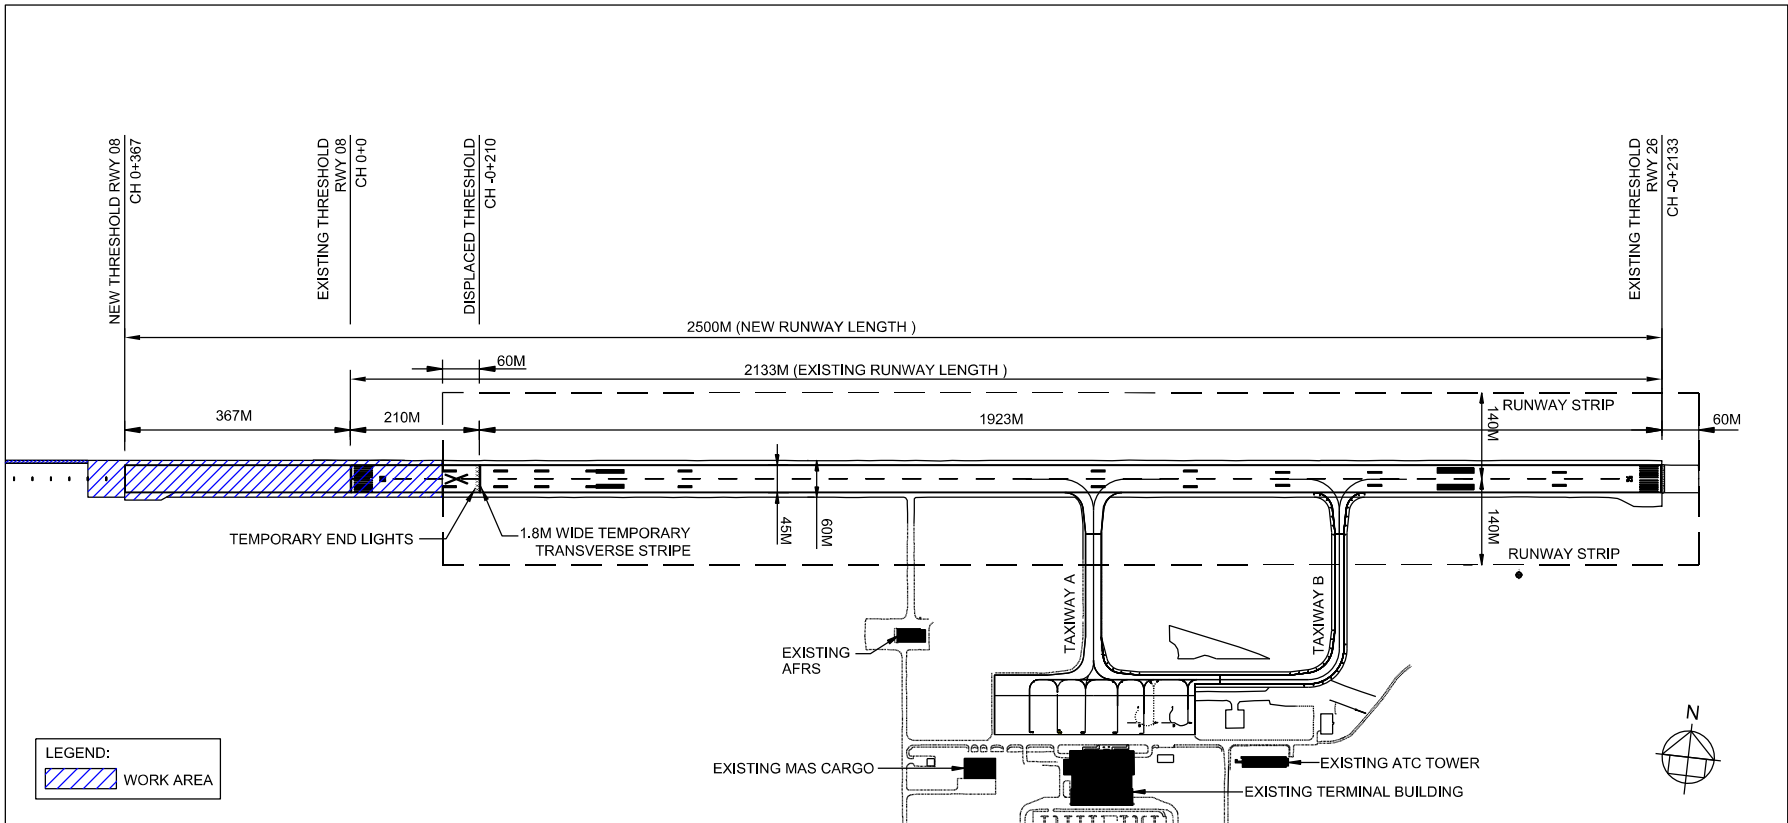 NEW THRESHOLD RWY 08
CH 0+367
EXISTING THRESHOLD
RWY 08
CH 0+0
DISPLACED THRESHOLD
CH -0+210
EXISTING THRESHOLD
RWY 26
CH -0+2133
2500M (NEW RUNWAY LENGTH )
60M
2133M (EXISTING RUNWAY LENGTH )
367M
210M
1923M
140M
RUNWAY STRIP
60M
26
TEMPORARY END LIGHTS
1.8M WIDE TEMPORARY
TRANSVERSE STRIPE
45M
60M
140M
RUNWAY STRIP
TAXIWAY A
TAXIWAY B
EXISTING
AFRS
N
LEGEND:
WORK AREA
EXISTING MAS CARGO
EXISTING ATC TOWER
EXISTING TERMINAL BUILDING